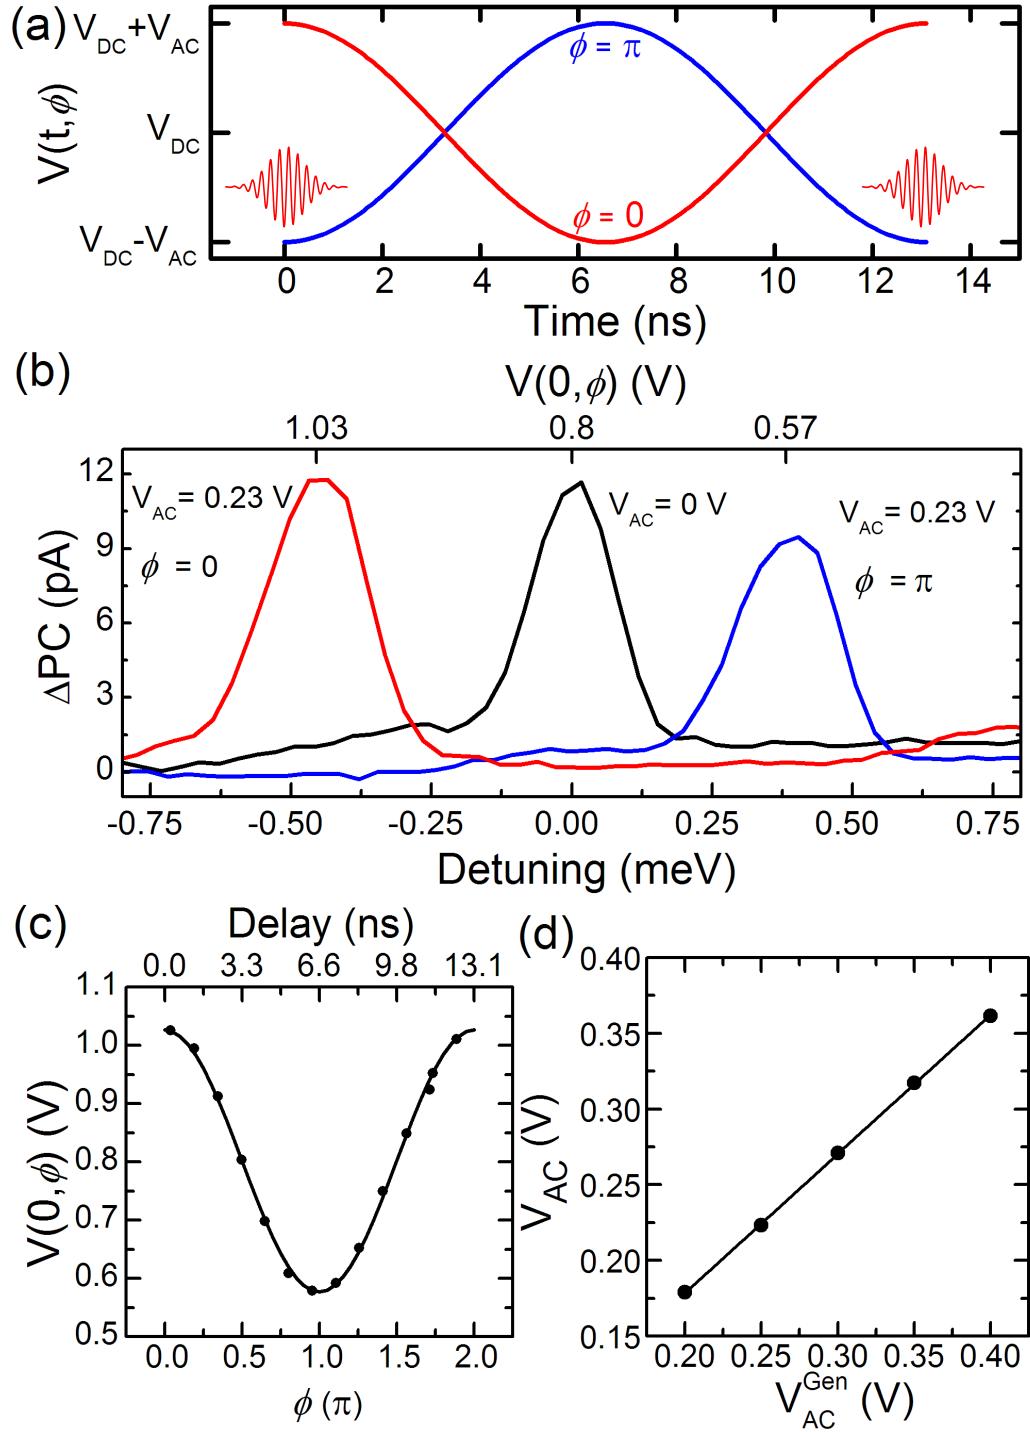 (a)
V_DC+V_AC
V_DC
V_DC−V_AC
V(t,ϕ)
ϕ = π
ϕ = 0
0 2 4 6 8 10 12 14
Time (ns)
(b)
V(0,ϕ) (V)
1.03 0.8 0.57
12
9
6
3
0
ΔPC (pA)
V_AC = 0.23 V
ϕ = 0
V_AC = 0 V
V_AC = 0.23 V
ϕ = π
-0.75 -0.50 -0.25 0.00 0.25 0.50 0.75
Detuning (meV)
(c)
Delay (ns)
0.0 3.3 6.6 9.8 13.1
1.1
1.0
0.9
0.8
0.7
0.6
0.5
V(0,ϕ) (V)
0.0 0.5 1.0 1.5 2.0
ϕ (π)
(d)
0.40
0.35
0.30
0.25
0.20
0.15
V_AC (V)
0.20 0.25 0.30 0.35 0.40
V_AC^Gen (V)